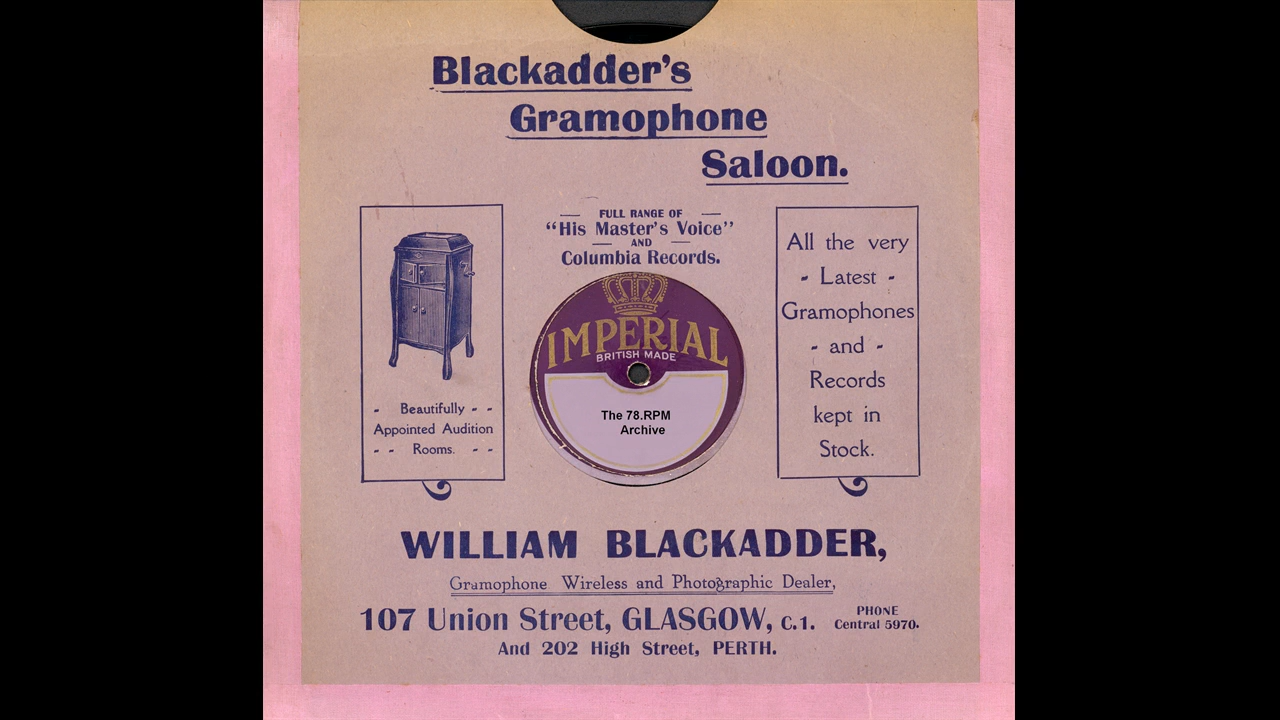 Blackadder's
Gramophone
Saloon.
FULL RANGE OF
"His Master's Voice"
AND
Columbia Records.
- Beautifully - -
Appointed Audition
- - Rooms. - -
IMPERIAL
BRITISH MADE
The 78.RPM
Archive
All the very
- Latest -
Gramophones
- and -
Records
kept in
Stock.
WILLIAM BLACKADDER,
Gramophone Wireless and Photographic Dealer,
107 Union Street, GLASGOW, C.1.
PHONE
Central 5970.
And 202 High Street, PERTH.